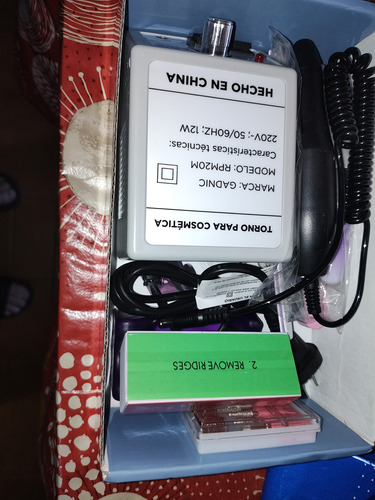 TORNO PARA COSMÉTICA
MARCA: GADNIC
MODELO: RPM20M
Características técnicas:
220V~; 50/60HZ; 12W
HECHO EN CHINA
2. REMOVE RIDGES